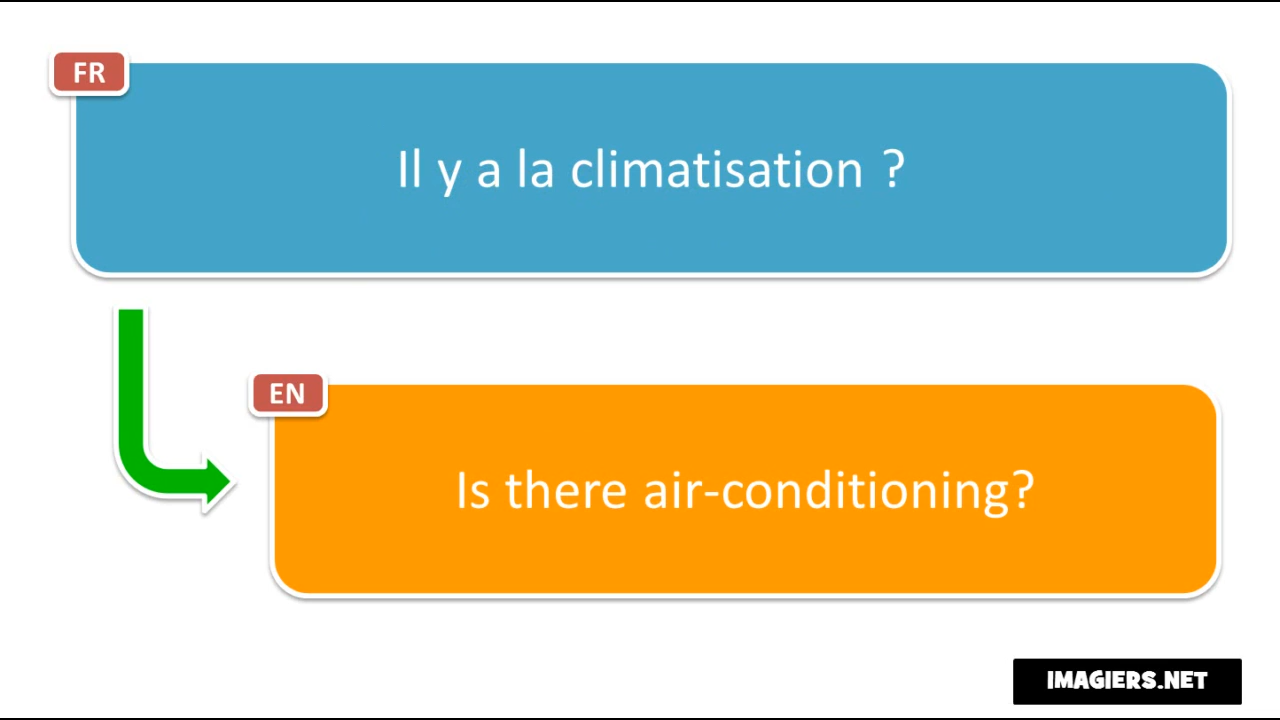 FR
Il y a la climatisation ?
EN
Is there air-conditioning?
IMAGIERS.NET